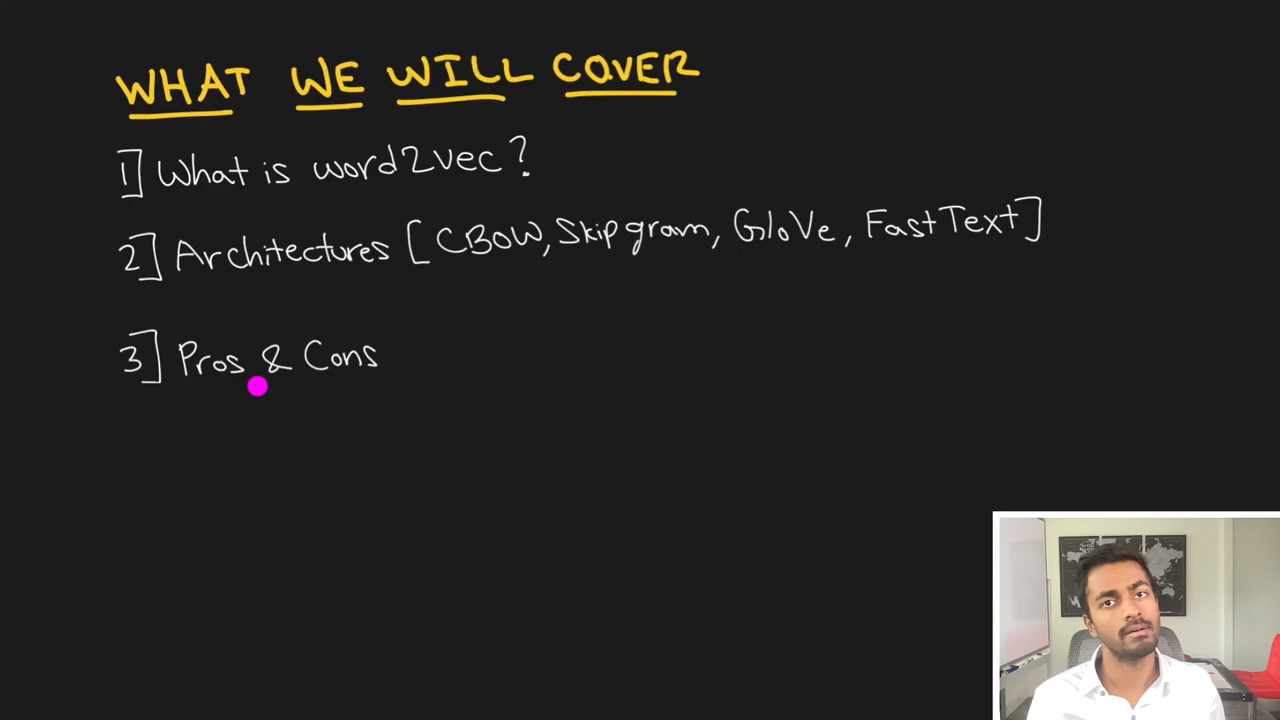 WHAT WE WILL COVER
1] What is word2vec?
2] Architectures [CBOW, Skipgram, GloVe, FastText]
3] Pros & Cons